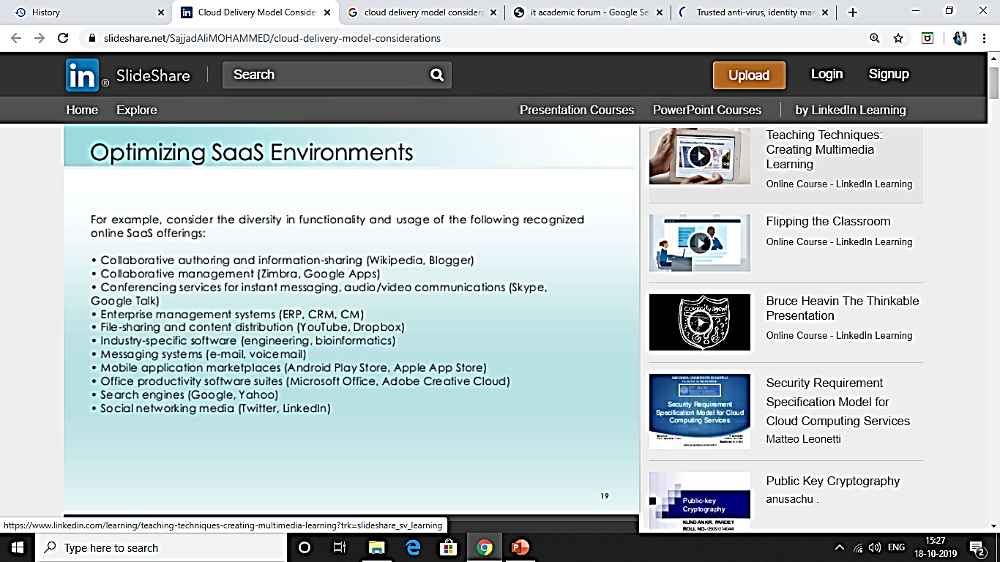 History
Cloud Delivery Model Conside
cloud delivery model considera
it academic forum - Google Se
Trusted anti-virus, identity mar
slideshare.net/SajjadAliMOHAMMED/cloud-delivery-model-considerations
in ® SlideShare
Search
Upload
Login
Signup
Home
Explore
Presentation Courses
PowerPoint Courses
by LinkedIn Learning
Optimizing SaaS Environments
For example, consider the diversity in functionality and usage of the following recognized
online SaaS offerings:
• Collaborative authoring and information-sharing (Wikipedia, Blogger)
• Collaborative management (Zimbra, Google Apps)
• Conferencing services for instant messaging, audio/video communications (Skype,
Google Talk)
• Enterprise management systems (ERP, CRM, CM)
• File-sharing and content distribution (YouTube, Dropbox)
• Industry-specific software (engineering, bioinformatics)
• Messaging systems (e-mail, voicemail)
• Mobile application marketplaces (Android Play Store, Apple App Store)
• Office productivity software suites (Microsoft Office, Adobe Creative Cloud)
• Search engines (Google, Yahoo)
• Social networking media (Twitter, LinkedIn)
19
Teaching Techniques:
Creating Multimedia
Learning
Online Course - LinkedIn Learning
Flipping the Classroom
Online Course - LinkedIn Learning
Bruce Heavin The Thinkable
Presentation
Online Course - LinkedIn Learning
Security Requirement
Specification Model for Cloud
Computing Services
Security Requirement
Specification Model for
Cloud Computing Services
Matteo Leonetti
Public-key
Cryptography
KUNDAN KR. PANDEY
Public Key Cryptography
anusachu .
https://www.linkedin.com/learning/teaching-techniques-creating-multimedia-learning?trk=slideshare_sv_learning
Type here to search
ENG
15:27
18-10-2019
2